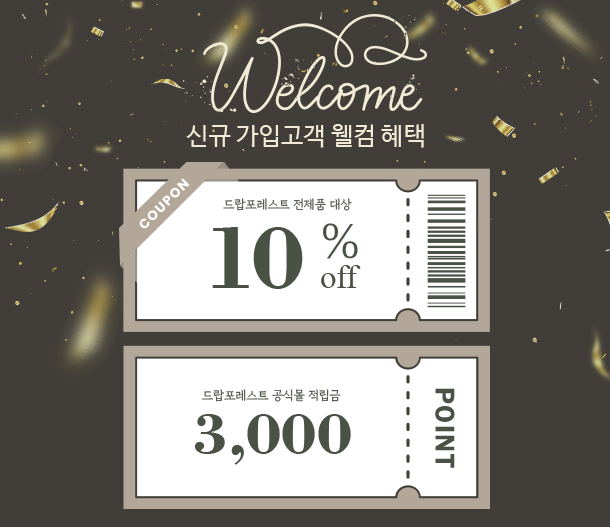 Welcome
신규 가입고객 웰컴 혜택
COUPON
드랍포레스트 전제품 대상
10 %
off
드랍포레스트 공식몰 적립금
3,000
POINT